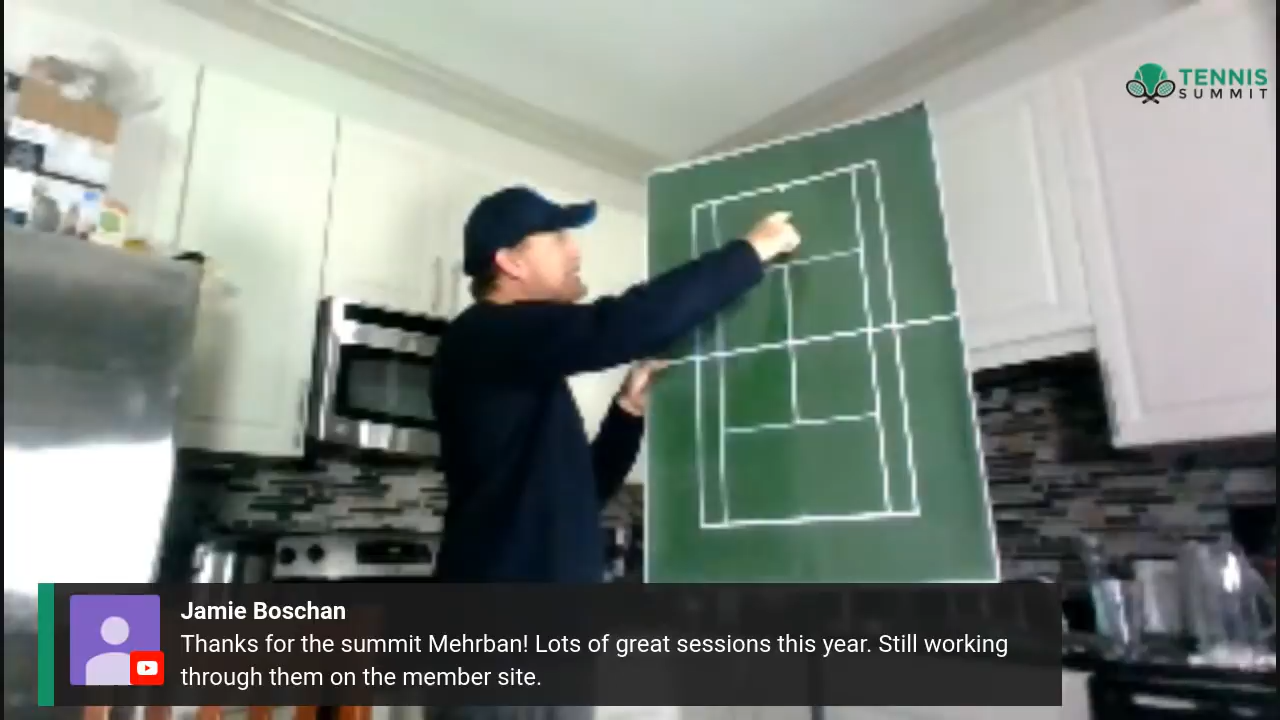 TENNIS
SUMMIT
Jamie Boschan
Thanks for the summit Mehrban! Lots of great sessions this year. Still working
through them on the member site.